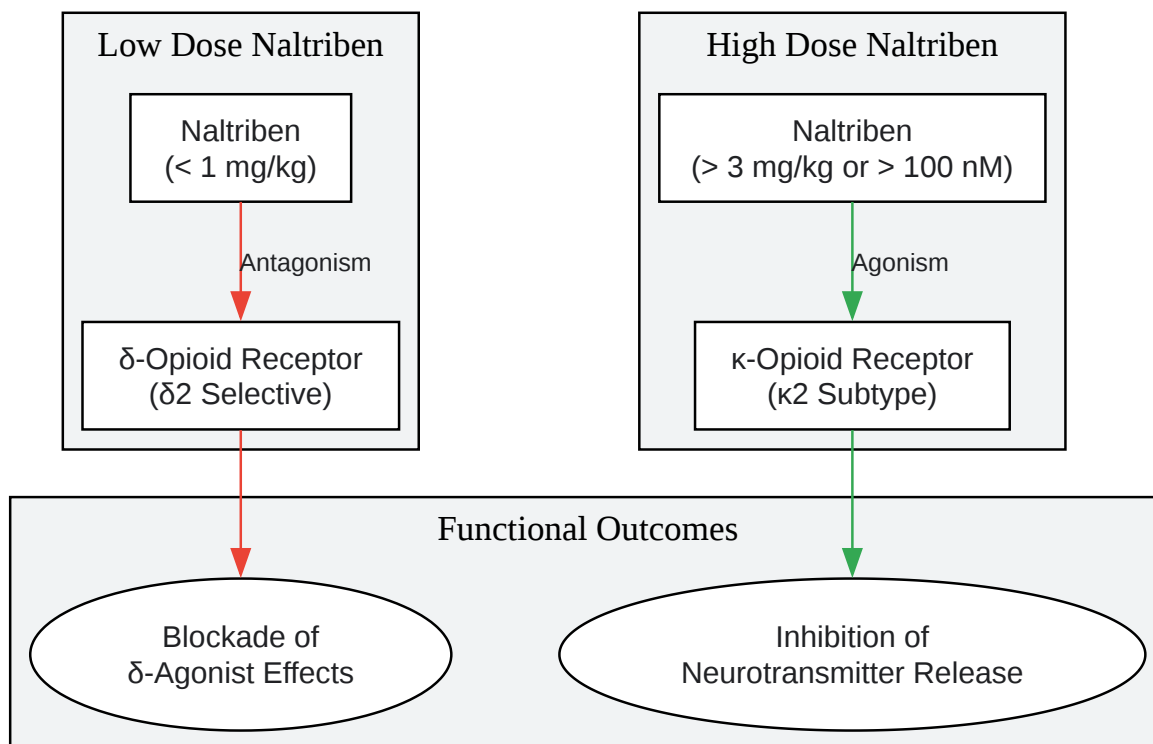 Low Dose Naltriben
Naltriben
(< 1 mg/kg)
Antagonism
δ-Opioid Receptor
(δ2 Selective)
High Dose Naltriben
Naltriben
(> 3 mg/kg or > 100 nM)
Agonism
κ-Opioid Receptor
(κ2 Subtype)
Functional Outcomes
Blockade of
δ-Agonist Effects
Inhibition of
Neurotransmitter Release